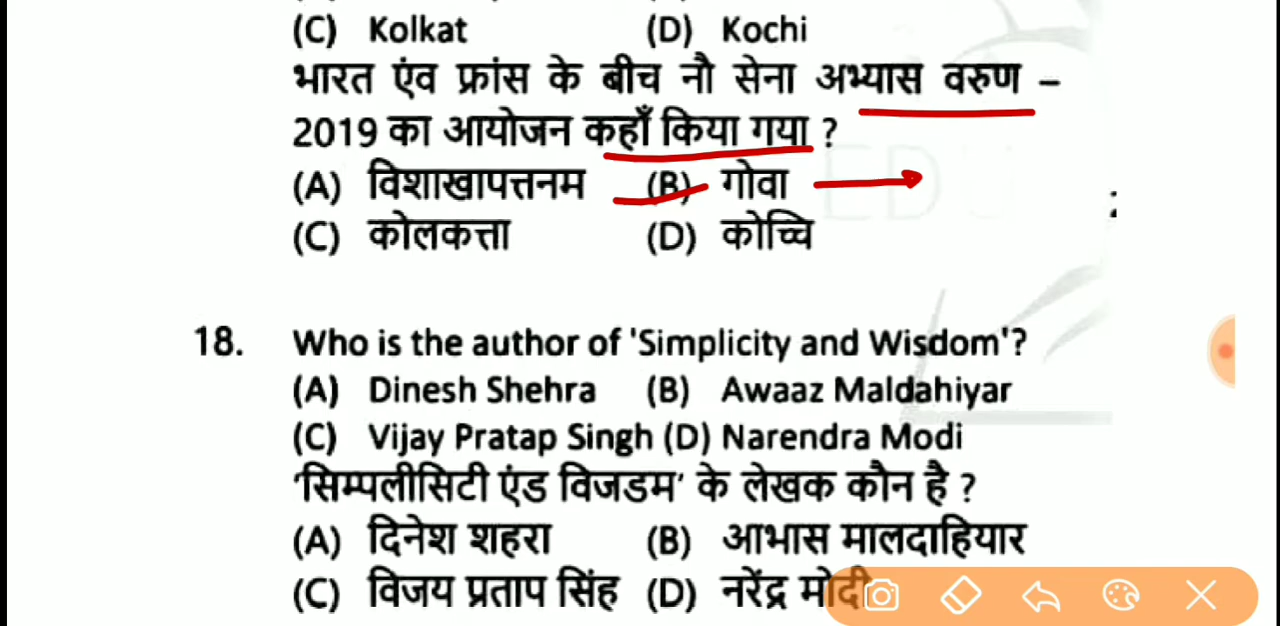 (C) Kolkat (D) Kochi
भारत एंव फ्रांस के बीच नौ सेना अभ्यास वरुण –
2019 का आयोजन कहाँ किया गया ?
(A) विशाखापत्तनम (B) गोवा
(C) कोलकत्ता (D) कोच्चि
18. Who is the author of 'Simplicity and Wisdom'?
(A) Dinesh Shehra (B) Awaaz Maldahiyar
(C) Vijay Pratap Singh (D) Narendra Modi
‘सिम्पलीसिटी एंड विजडम’ के लेखक कौन है ?
(A) दिनेश शहरा (B) आभास मालदाहियार
(C) विजय प्रताप सिंह (D) नरेंद्र मोदी